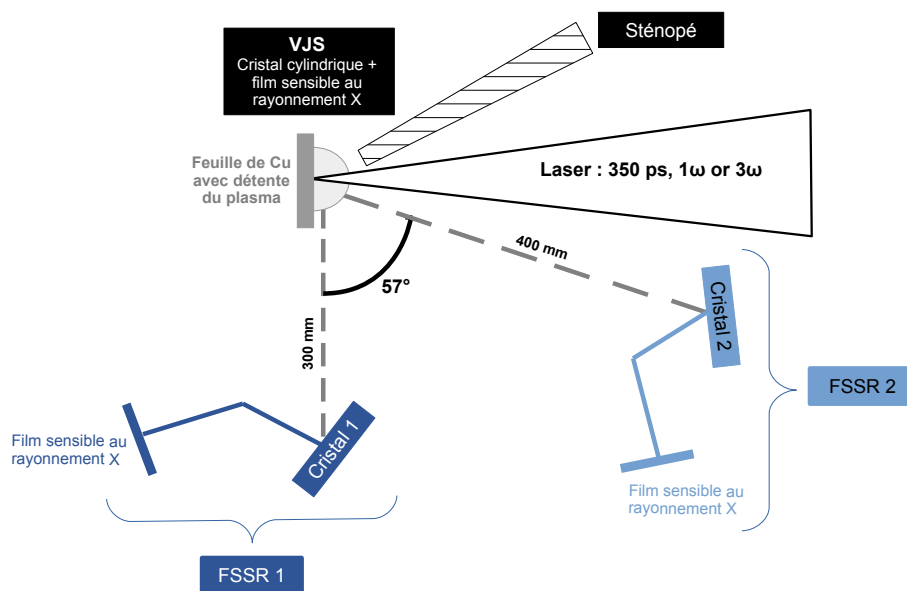 Sténopé
VJS
Cristal cylindrique +
film sensible au
rayonnement X
Feuille de Cu
avec détente
du plasma
Laser : 350 ps, 1ω or 3ω
400 mm
57°
300 mm
Cristal 2
FSSR 2
Cristal 1
Film sensible au
rayonnement X
Film sensible au
rayonnement X
FSSR 1